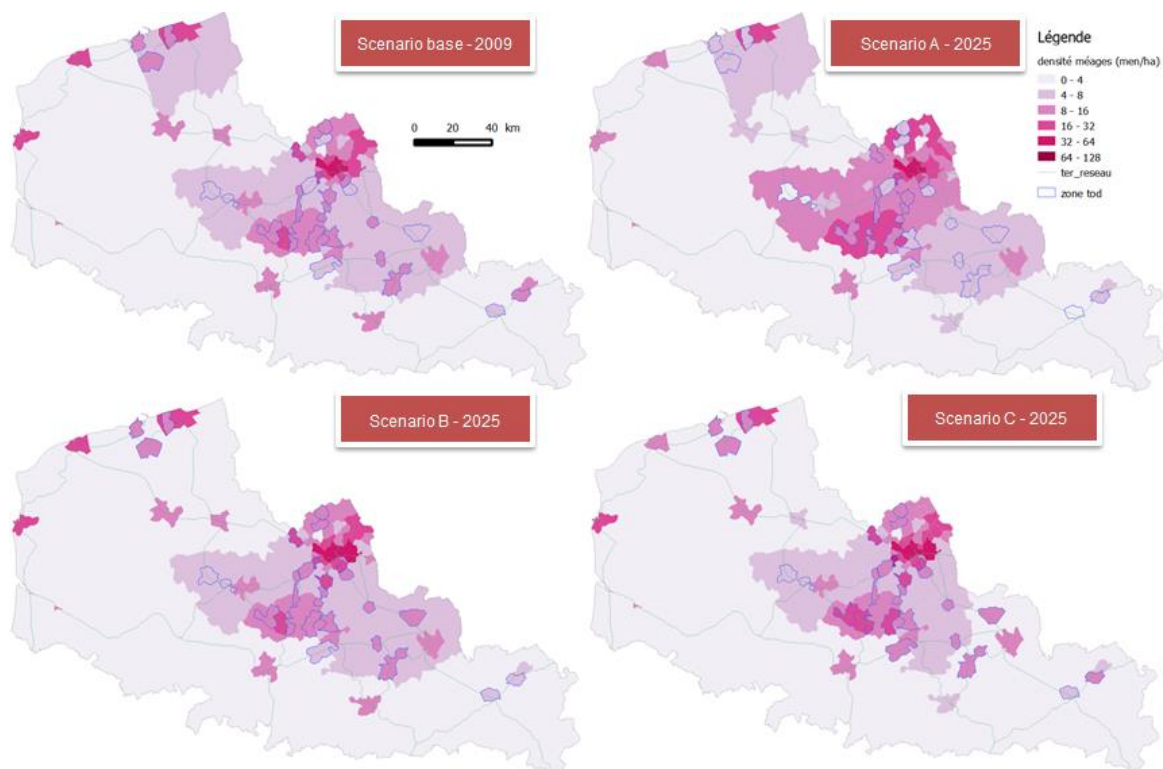 Scenario base - 2009
0 20 40 km
Scenario A - 2025
Légende
densité méages (men/ha)
0 - 4
4 - 8
8 - 16
16 - 32
32 - 64
64 - 128
ter_reseau
zone tod
Scenario B - 2025
Scenario C - 2025